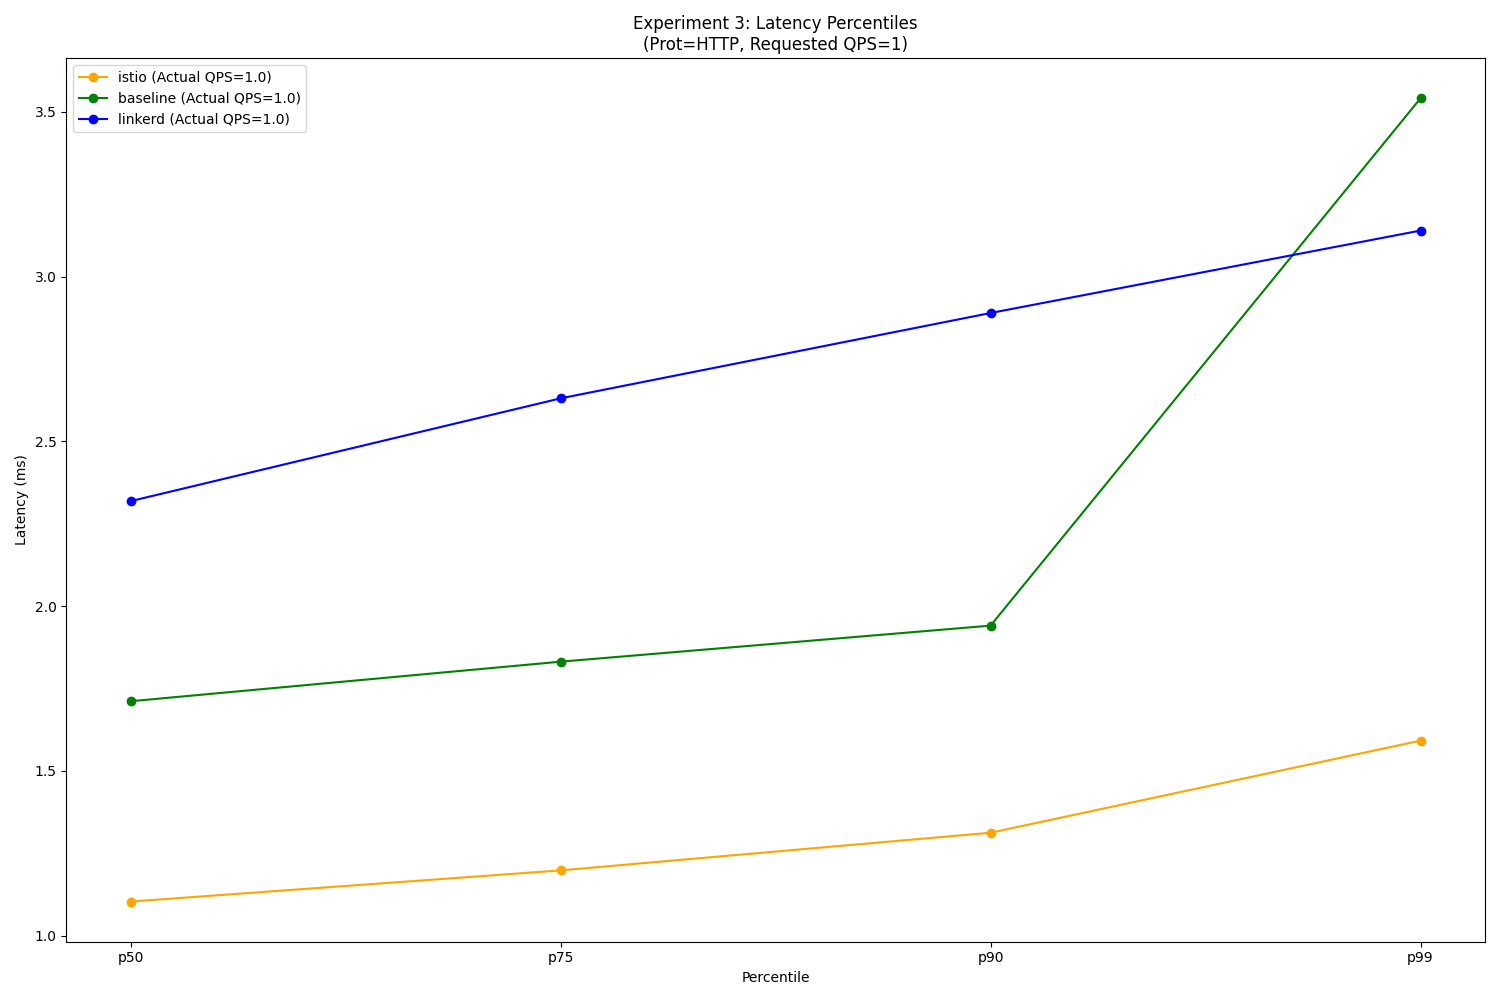 Experiment 3: Latency Percentiles
(Prot=HTTP, Requested QPS=1)
istio (Actual QPS=1.0)
baseline (Actual QPS=1.0)
linkerd (Actual QPS=1.0)
3.5
3.0
2.5
2.0
1.5
1.0
Latency (ms)
p50
p75
p90
p99
Percentile